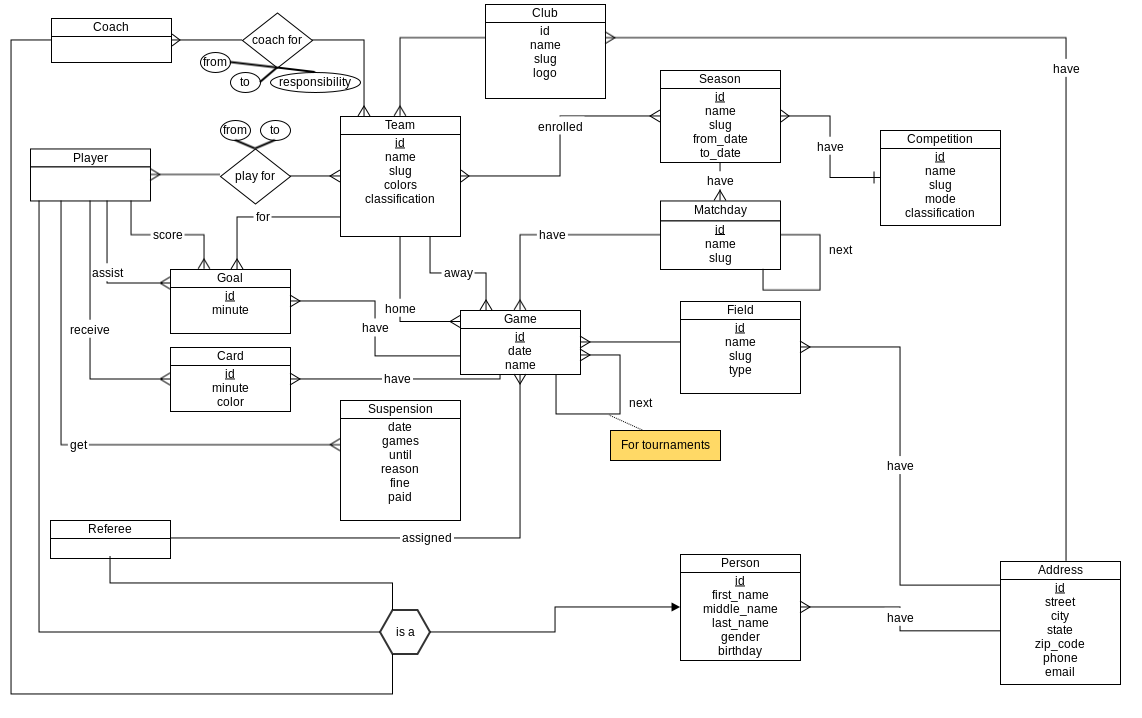 Coach
coach for
from
to
responsibility
Club
id
name
slug
logo
have
Season
id
name
slug
from_date
to_date
enrolled
have
Competition
id
name
slug
mode
classification
Team
id
name
slug
colors
classification
from
to
play for
Player
have
Matchday
id
name
slug
next
for
score
assist
receive
get
Goal
id
minute
have
away
home
have
Game
id
date
name
next
For tournaments
Field
id
name
slug
type
Card
id
minute
color
have
Suspension
date
games
until
reason
fine
paid
have
Referee
assigned
is a
Person
id
first_name
middle_name
last_name
gender
birthday
have
Address
id
street
city
state
zip_code
phone
email